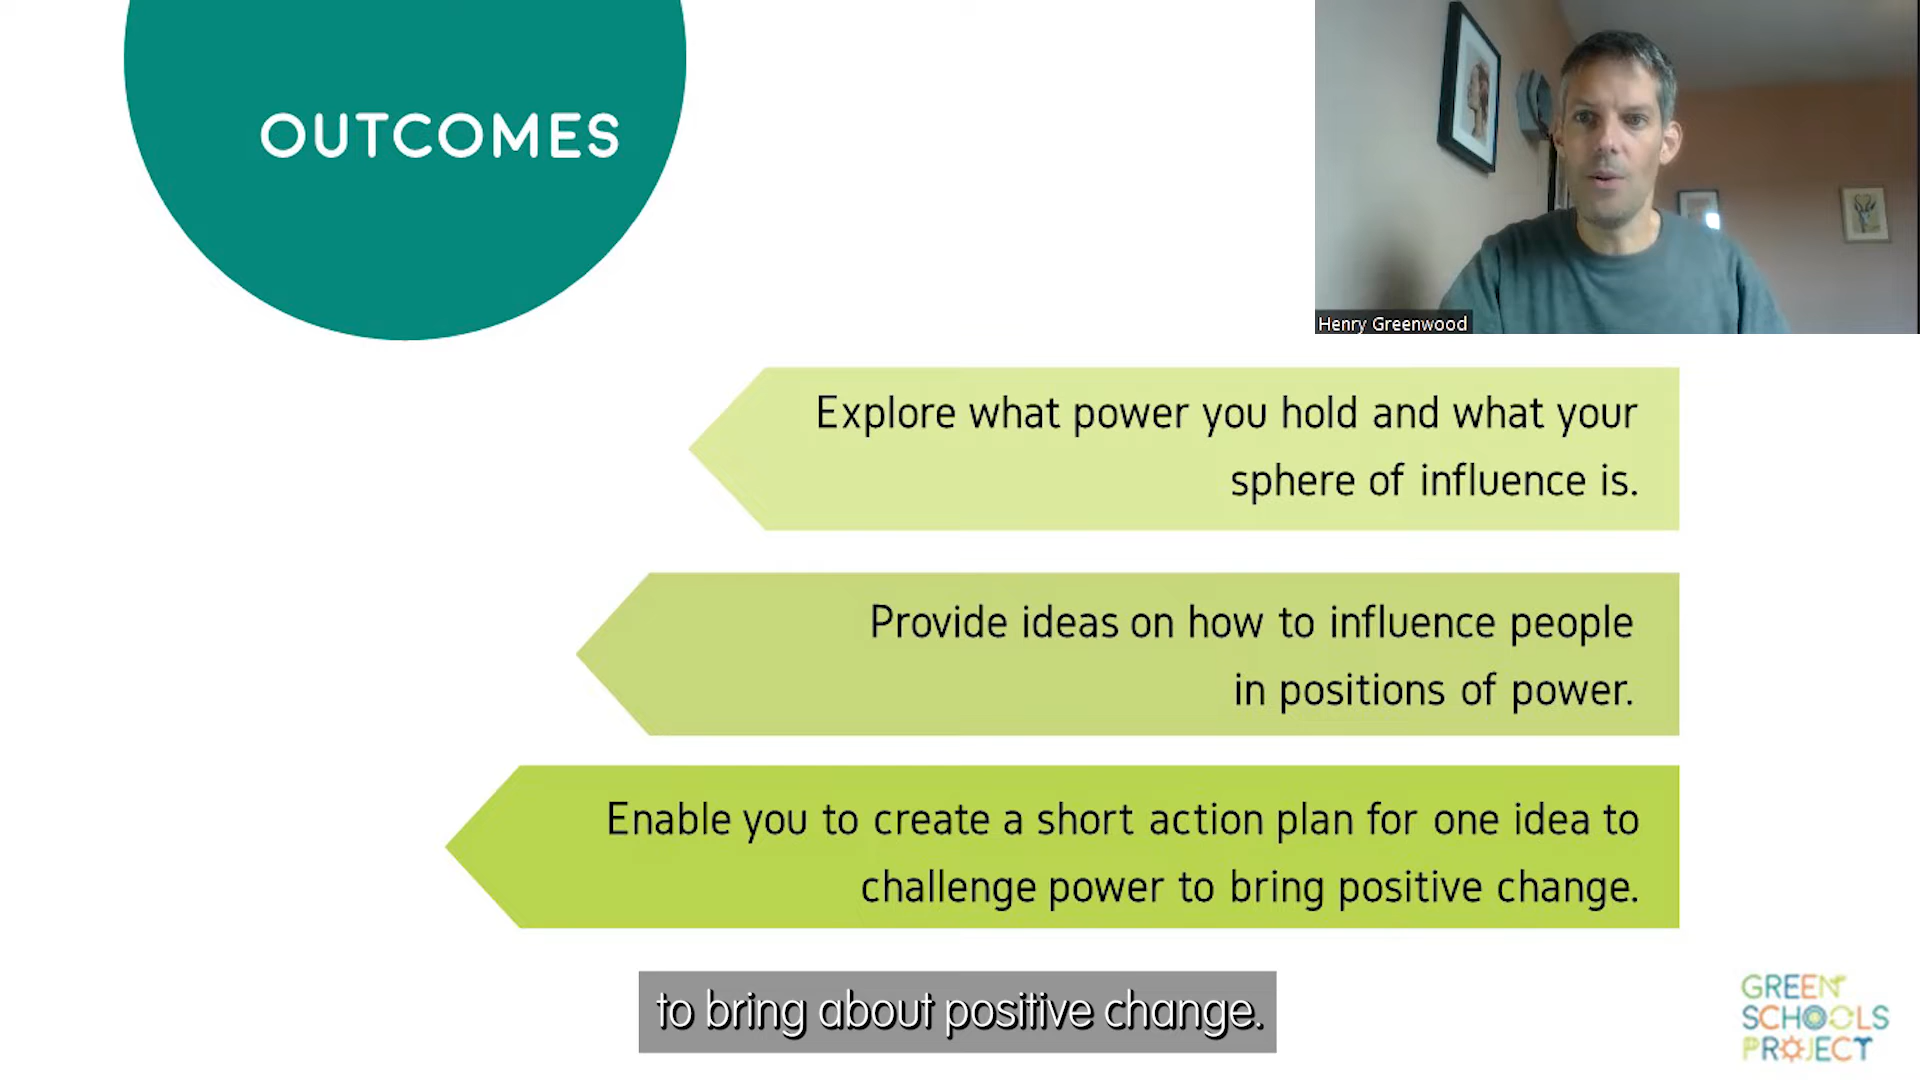 OUTCOMES
Henry Greenwood
Explore what power you hold and what your
sphere of influence is.
Provide ideas on how to influence people
in positions of power.
Enable you to create a short action plan for one idea to
challenge power to bring positive change.
to bring about positive change.
GREEN
SCHOOLS
PROJECT